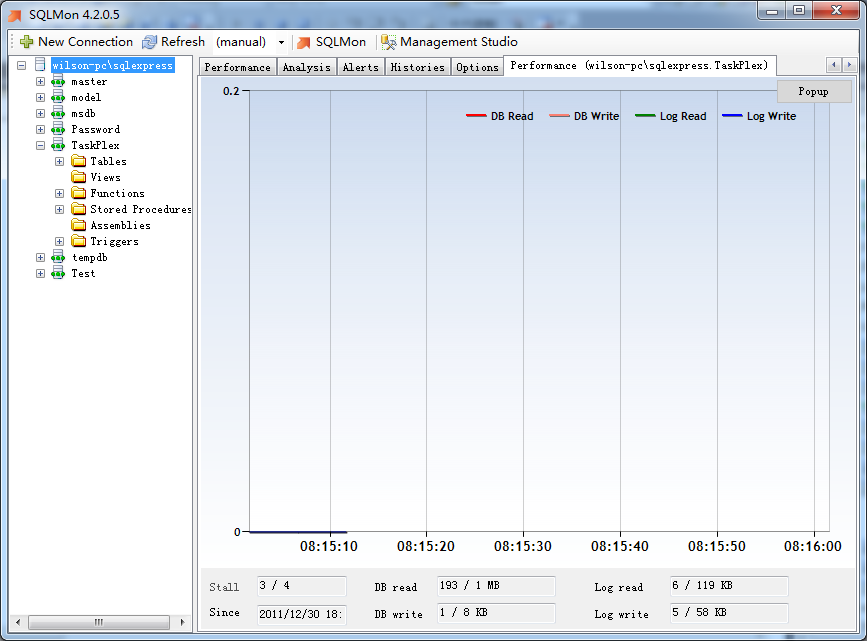 SQLMon 4.2.0.5
New Connection Refresh (manual) SQLMon Management Studio
wilson-pc\sqlexpress
master
model
msdb
Password
TaskPlex
Tables
Views
Functions
Stored Procedures
Assemblies
Triggers
tempdb
Test
Performance Analysis Alerts Histories Options Performance (wilson-pc\sqlexpress.TaskPlex)
Popup
0.2
DB Read DB Write Log Read Log Write
0
08:15:10 08:15:20 08:15:30 08:15:40 08:15:50 08:16:00
Stall 3 / 4 DB read 193 / 1 MB Log read 6 / 119 KB
Since 2011/12/30 18: DB write 1 / 8 KB Log write 5 / 58 KB